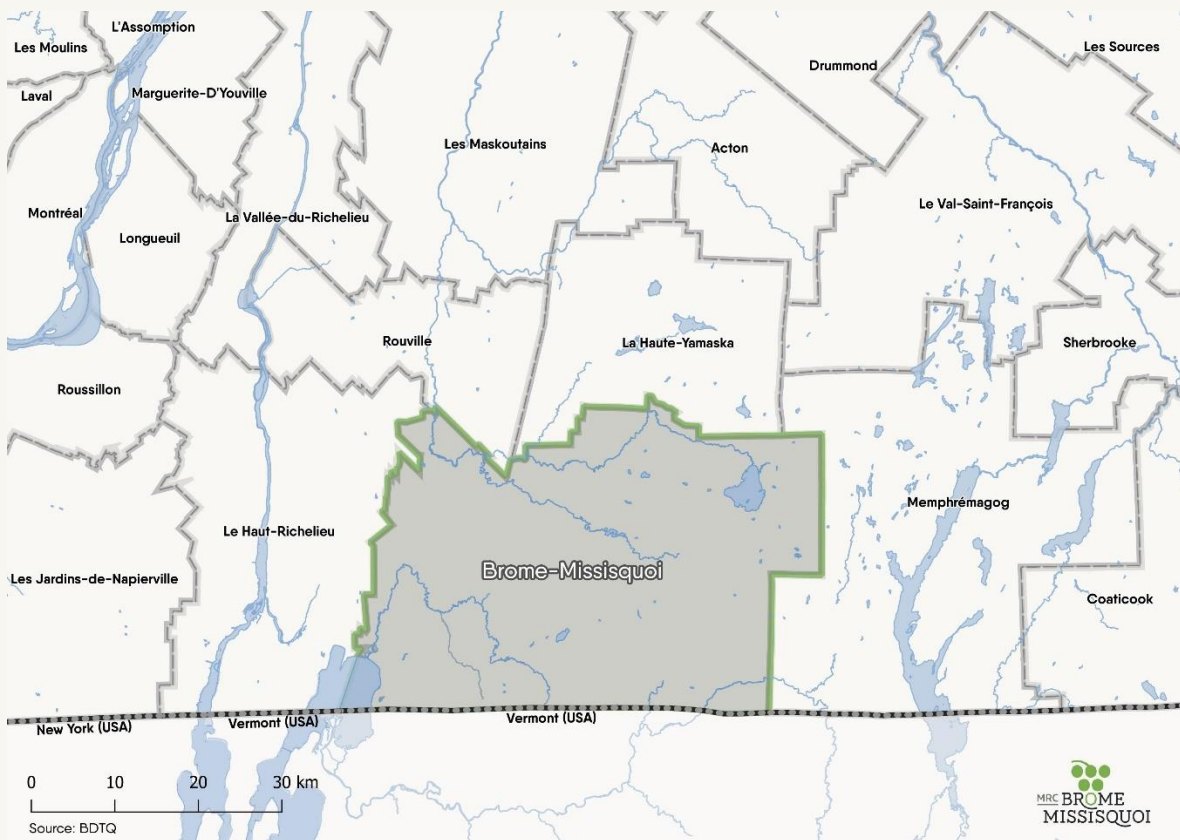 L'Assomption
Les Moulins
Les Sources
Drummond
Laval
Marguerite-D'Youville
Les Maskoutains
Acton
Le Val-Saint-François
Montréal
La Vallée-du-Richelieu
Longueuil
Rouville
La Haute-Yamaska
Sherbrooke
Roussillon
Memphrémagog
Le Haut-Richelieu
Brome-Missisquoi
Les Jardins-de-Napierville
Coaticook
New York (USA)
Vermont (USA)
Vermont (USA)
0 10 20 30 km
Source: BDTQ
MRC BROME
MISSISQUOI